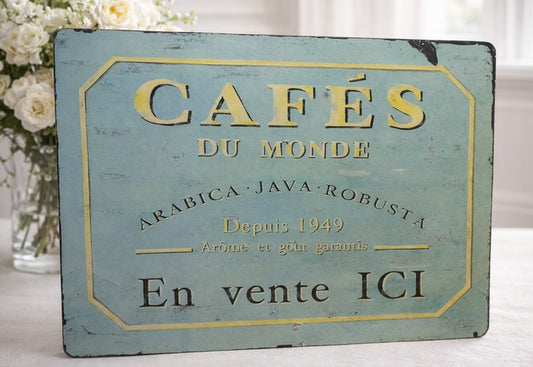 CAFÉS
DU MONDE
ARABICA · JAVA · ROBUSTA
Depuis 1949
Arôme et goût garantis
En vente ICI